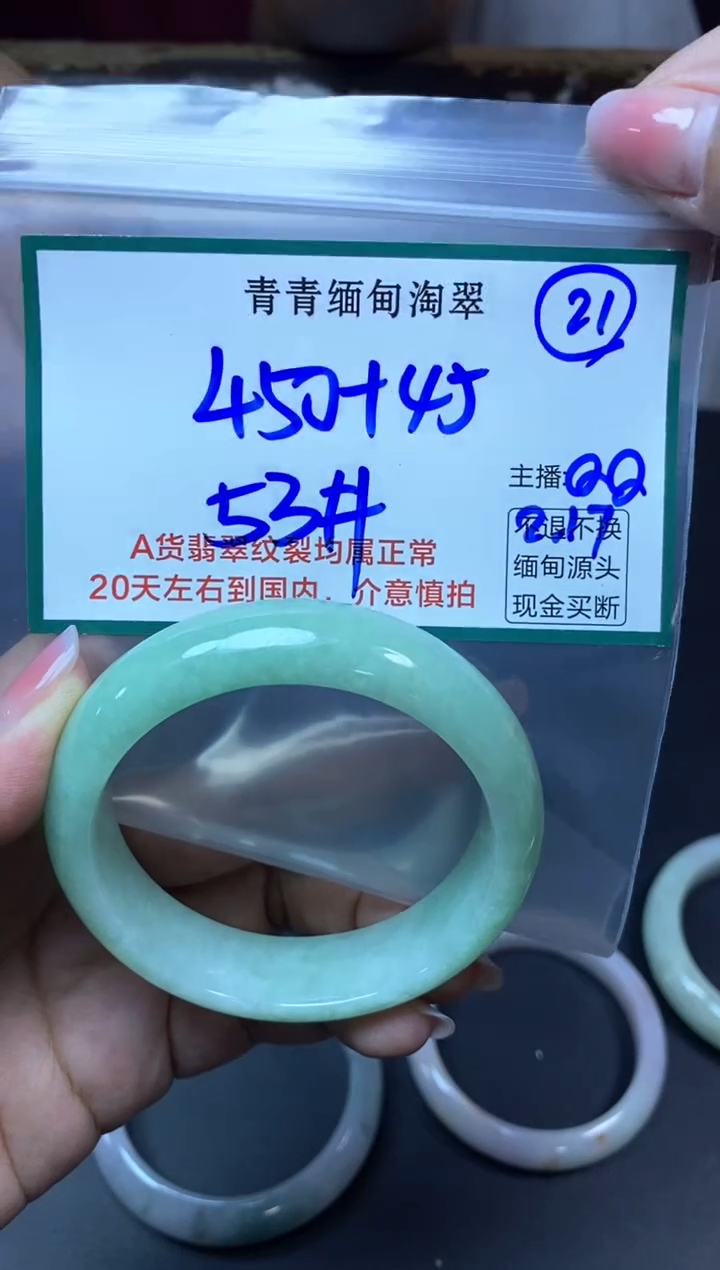 青青缅甸淘翠
21
450+45
53#
主播:QQ
2.17
不退不换
缅甸源头
现金买断
A货翡翠纹裂均属正常
20天左右到国内，介意慎拍